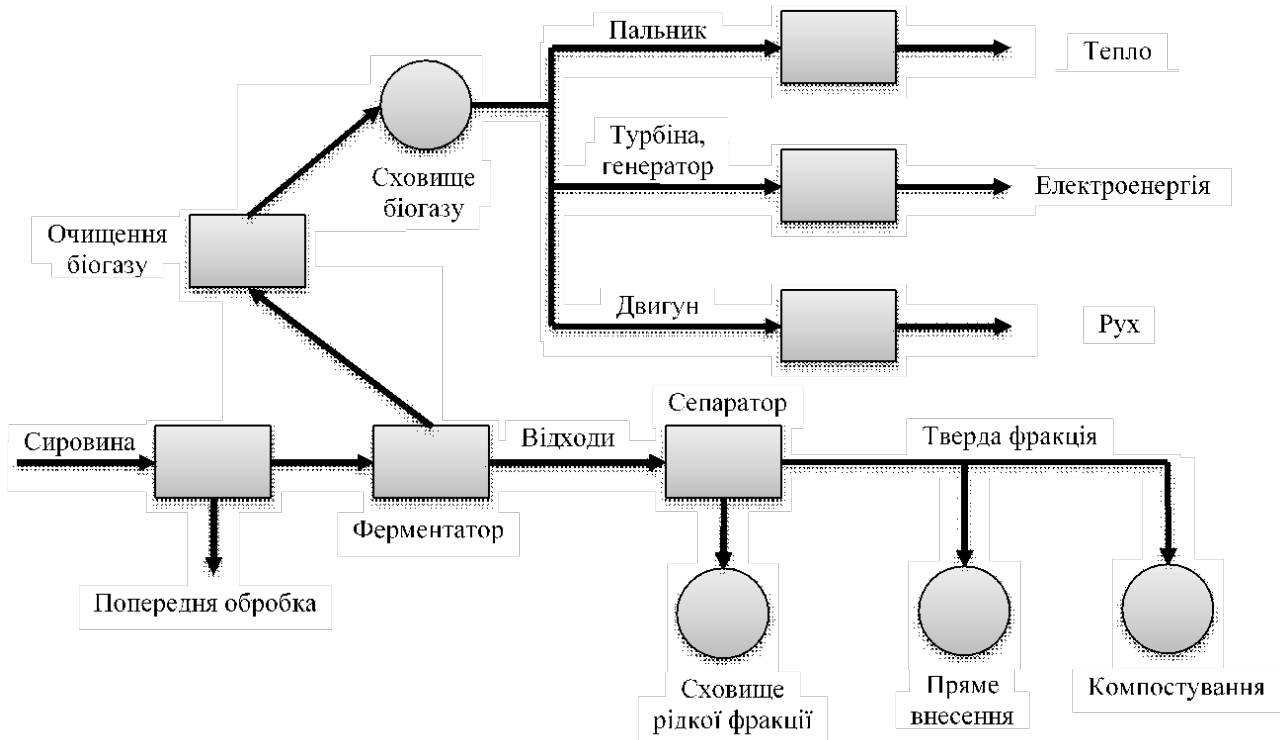 Пальник
Тепло
Турбіна,
генератор
Електроенергія
Сховище
біогазу
Очищення
біогазу
Двигун
Рух
Сировина
Ферментатор
Відходи
Сепаратор
Тверда фракція
Попередня обробка
Сховище
рідкої фракції
Пряме
внесення
Компостування